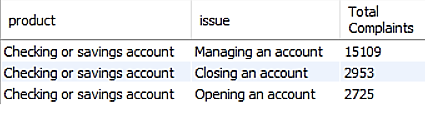 product issue Total Complaints
Checking or savings account Managing an account 15109
Checking or savings account Closing an account 2953
Checking or savings account Opening an account 2725